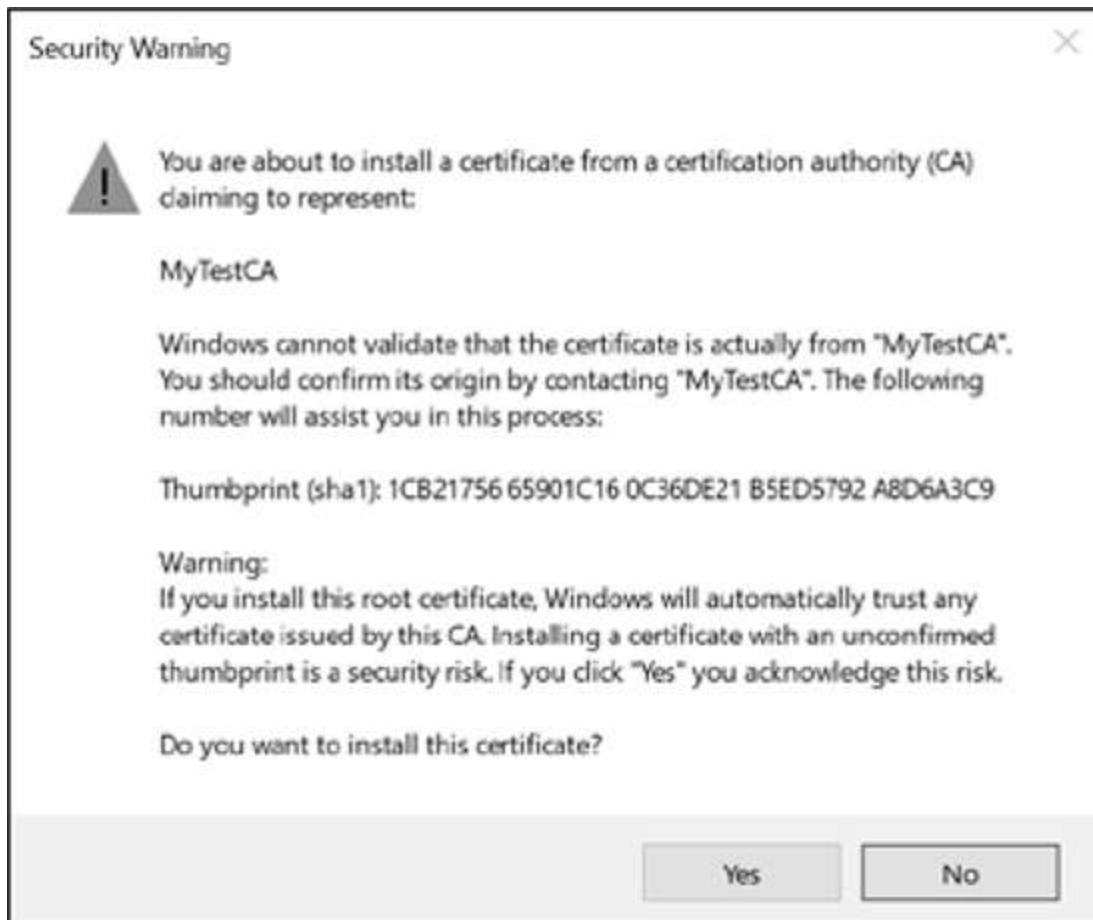 Security Warning
You are about to install a certificate from a certification authority (CA)
claiming to represent:
MyTestCA
Windows cannot validate that the certificate is actually from "MyTestCA".
You should confirm its origin by contacting "MyTestCA". The following
number will assist you in this process:
Thumbprint (sha1): 1CB21756 65901C16 0C36DE21 B5ED5792 A8D6A3C9
Warning:
If you install this root certificate, Windows will automatically trust any
certificate issued by this CA. Installing a certificate with an unconfirmed
thumbprint is a security risk. If you click "Yes" you acknowledge this risk.
Do you want to install this certificate?
Yes
No